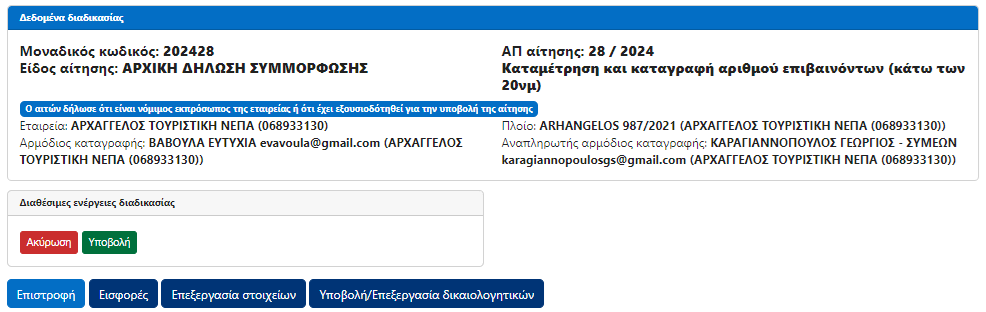 Δεδομένα διαδικασίας
Μοναδικός κωδικός: 202428
Είδος αίτησης: ΑΡΧΙΚΗ ΔΗΛΩΣΗ ΣΥΜΜΟΡΦΩΣΗΣ
ΑΠ αίτησης: 28 / 2024
Καταμέτρηση και καταγραφή αριθμού επιβαινόντων (κάτω των
20νμ)
Ο αιτών δήλωσε ότι είναι νόμιμος εκπρόσωπος της εταιρείας ή ότι έχει εξουσιοδότηθεί για την υποβολή της αίτησης
Εταιρεία: ΑΡΧΑΓΓΕΛΟΣ ΤΟΥΡΙΣΤΙΚΗ ΝΕΠΑ (068933130)
Αρμόδιος καταγραφής: ΒΑΒΟΥΛΑ ΕΥΤΥΧΙΑ evavoula@gmail.com (ΑΡΧΑΓΓΕΛΟΣ
ΤΟΥΡΙΣΤΙΚΗ ΝΕΠΑ (068933130))
Πλοίο: ARHANGELOS 987/2021 (ΑΡΧΑΓΓΕΛΟΣ ΤΟΥΡΙΣΤΙΚΗ ΝΕΠΑ (068933130))
Αναπληρωτής αρμόδιος καταγραφής: ΚΑΡΑΓΙΑΝΝΟΠΟΥΛΟΣ ΓΕΩΡΓΙΟΣ - ΣΥΜΕΩΝ
karagiannopoulosgs@gmail.com (ΑΡΧΑΓΓΕΛΟΣ ΤΟΥΡΙΣΤΙΚΗ ΝΕΠΑ (068933130))
Διαθέσιμες ενέργειες διαδικασίας
Ακύρωση Υποβολή
Επιστροφή Εισφορές Επεξεργασία στοιχείων Υποβολή/Επεξεργασία δικαιολογητικών